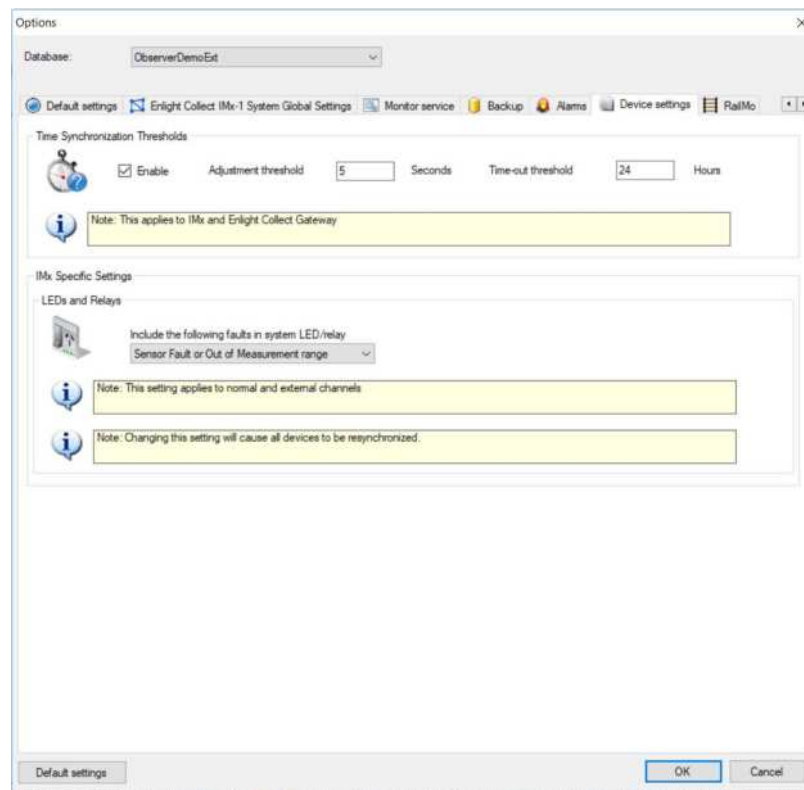 Options
Database: ObserverDemoExt
Default settings Enlight Collect IMx-1 System Global Settings Monitor service Backup Alarms Device settings RailMo
Time Synchronization Thresholds
Enable Adjustment threshold 5 Seconds Time-out threshold 24 Hours
Note: This applies to IMx and Enlight Collect Gateway
IMx Specific Settings
LEDs and Relays
Include the following faults in system LED/relay
Sensor Fault or Out of Measurement range
Note: This setting applies to normal and external channels
Note: Changing this setting will cause all devices to be resynchronized.
Default settings OK Cancel